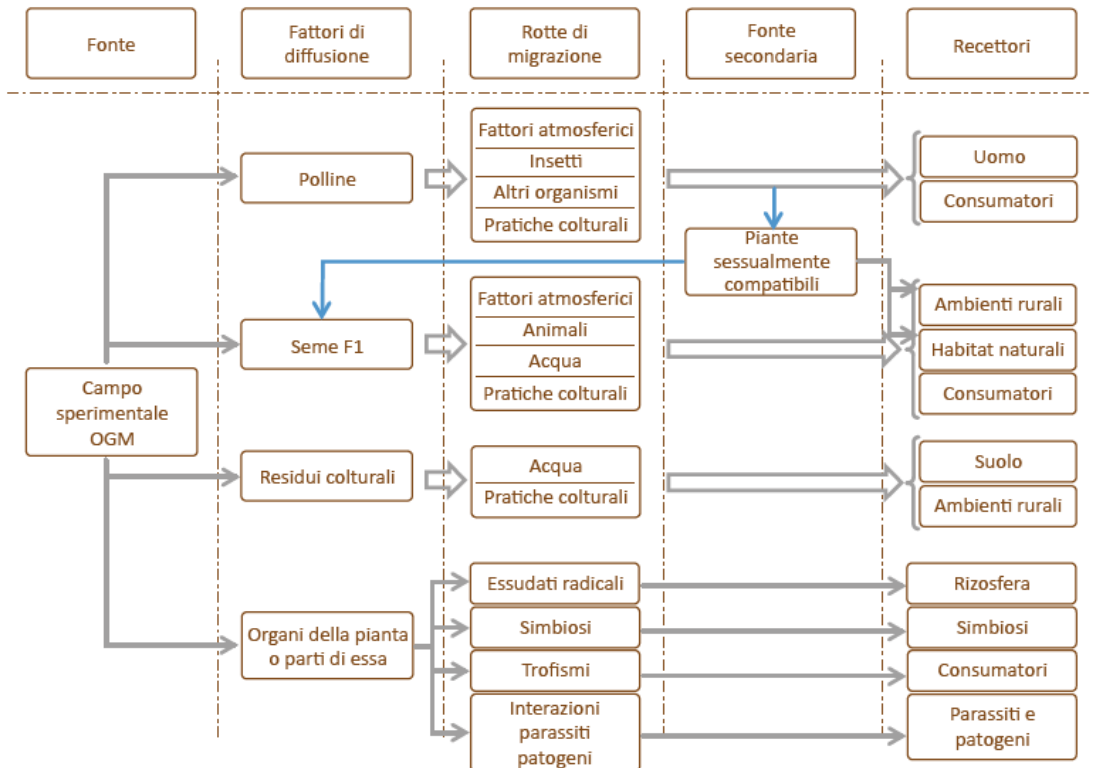 Fonte
Fattori di
diffusione
Rotte di
migrazione
Fonte
secondaria
Recettori
Campo
sperimentale
OGM
Polline
Fattori atmosferici
Insetti
Altri organismi
Pratiche colturali
Uomo
Consumatori
Piante
sessualmente
compatibili
Seme F1
Fattori atmosferici
Animali
Acqua
Pratiche colturali
Ambienti rurali
Habitat naturali
Consumatori
Residui colturali
Acqua
Pratiche colturali
Suolo
Ambienti rurali
Organi della pianta
o parti di essa
Essudati radicali
Rizosfera
Simbiosi
Simbiosi
Trofismi
Consumatori
Interazioni
parassiti
patogeni
Parassiti e
patogeni